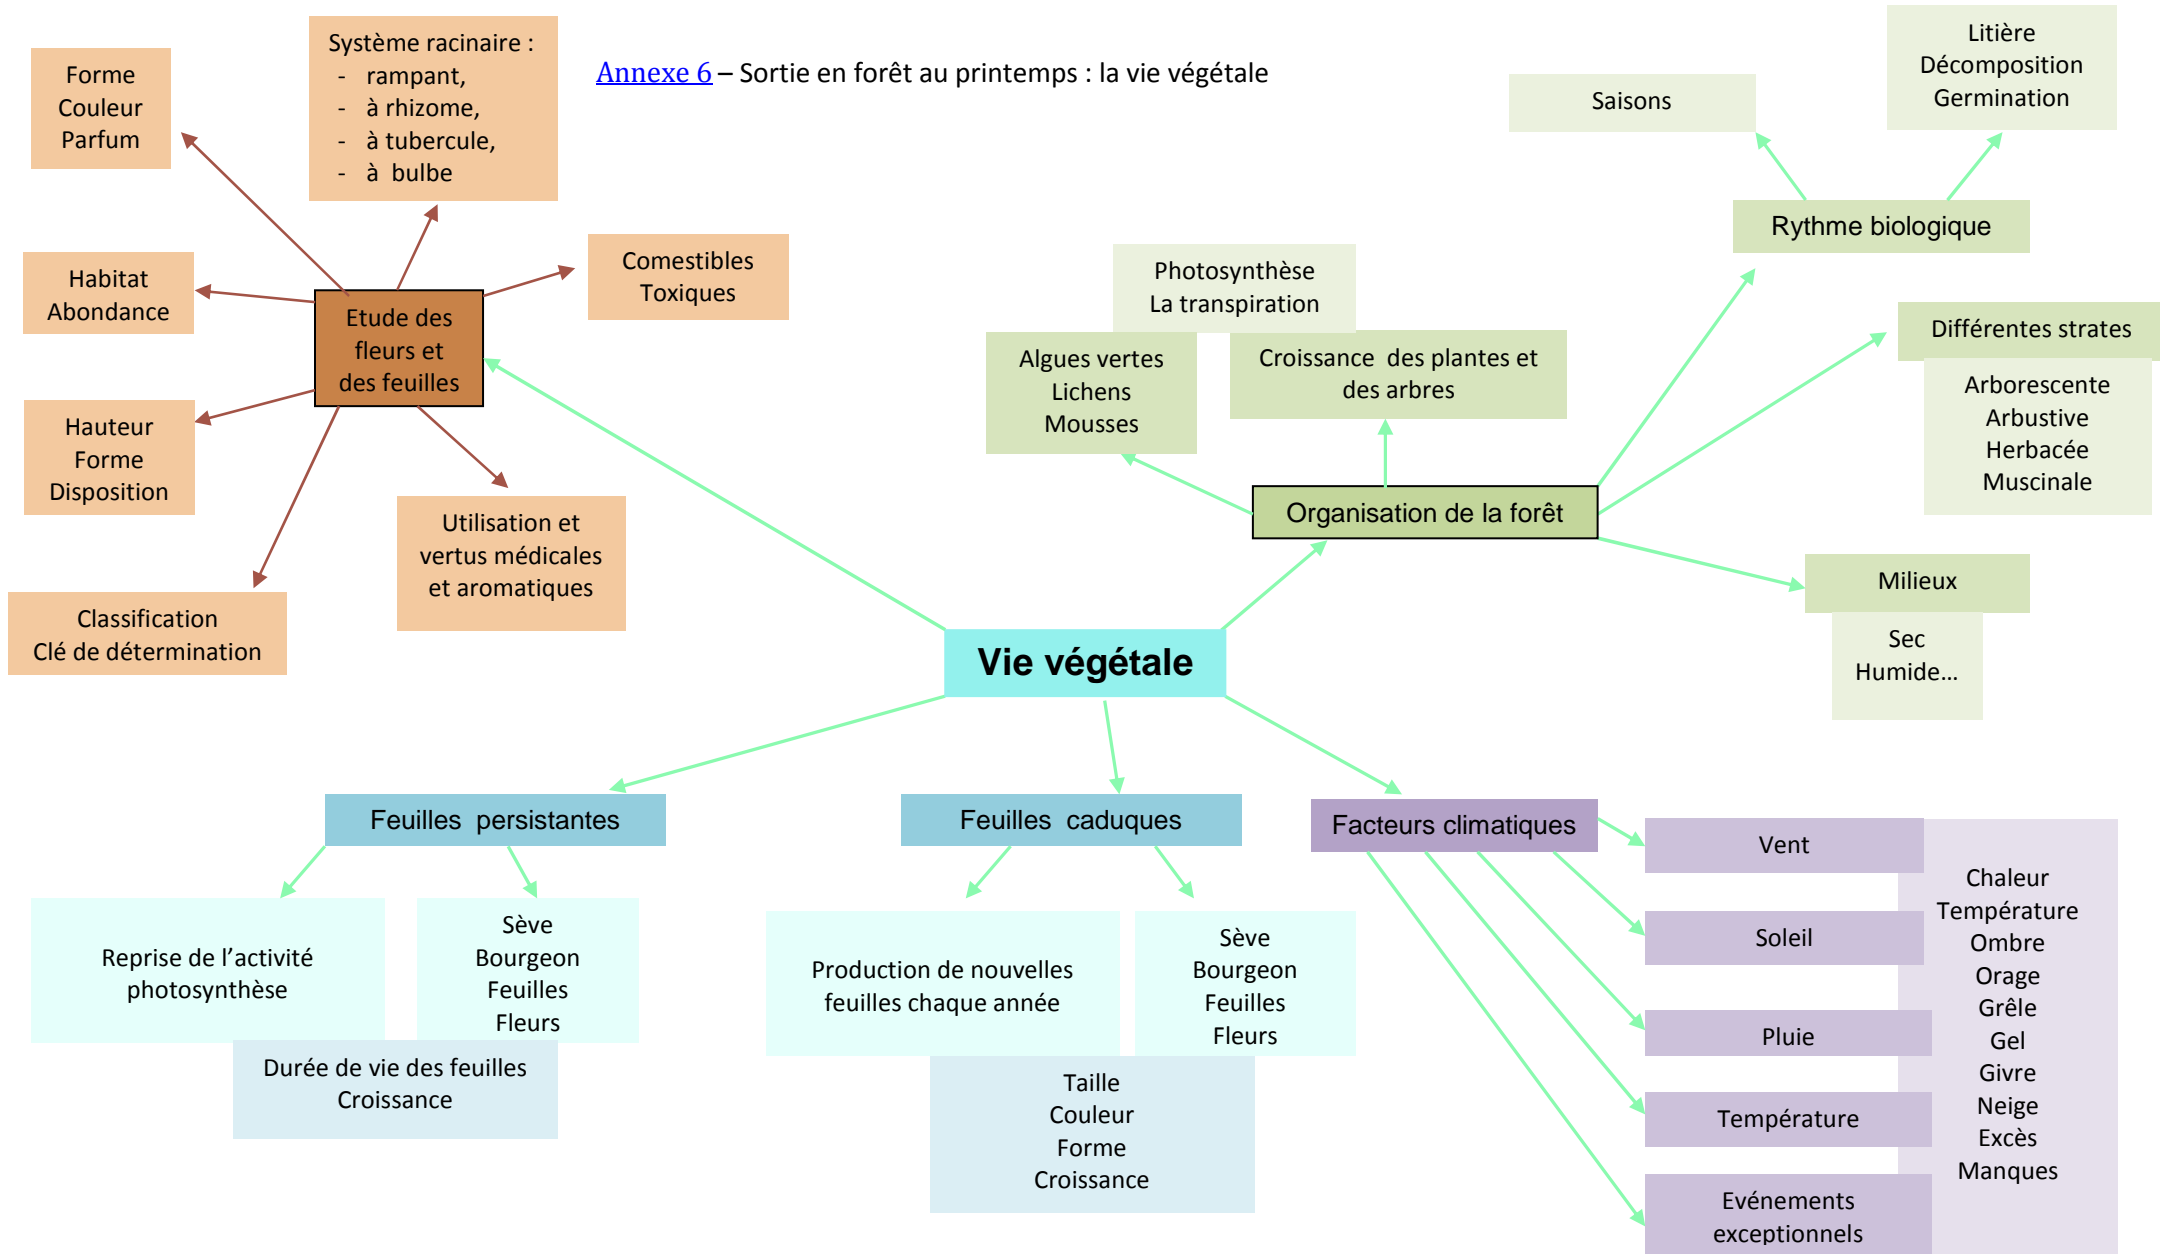 Annexe 6 – Sortie en forêt au printemps : la vie végétale
Forme
Couleur
Parfum
Système racinaire :
- rampant,
- à rhizome,
- à tubercule,
- à bulbe
Habitat
Abondance
Comestibles
Toxiques
Etude des
fleurs et
des feuilles
Hauteur
Forme
Disposition
Utilisation et
vertus médicales
et aromatiques
Classification
Clé de détermination
Saisons
Litière
Décomposition
Germination
Rythme biologique
Photosynthèse
La transpiration
Algues vertes
Lichens
Mousses
Croissance des plantes et
des arbres
Différentes strates
Arborescente
Arbustive
Herbacée
Muscinale
Organisation de la forêt
Milieux
Sec
Humide...
Vie végétale
Feuilles persistantes
Reprise de l'activité
photosynthèse
Sève
Bourgeon
Feuilles
Fleurs
Durée de vie des feuilles
Croissance
Feuilles caduques
Production de nouvelles
feuilles chaque année
Sève
Bourgeon
Feuilles
Fleurs
Taille
Couleur
Forme
Croissance
Facteurs climatiques
Vent
Soleil
Pluie
Température
Evénements
exceptionnels
Chaleur
Température
Ombre
Orage
Grêle
Gel
Givre
Neige
Excès
Manques